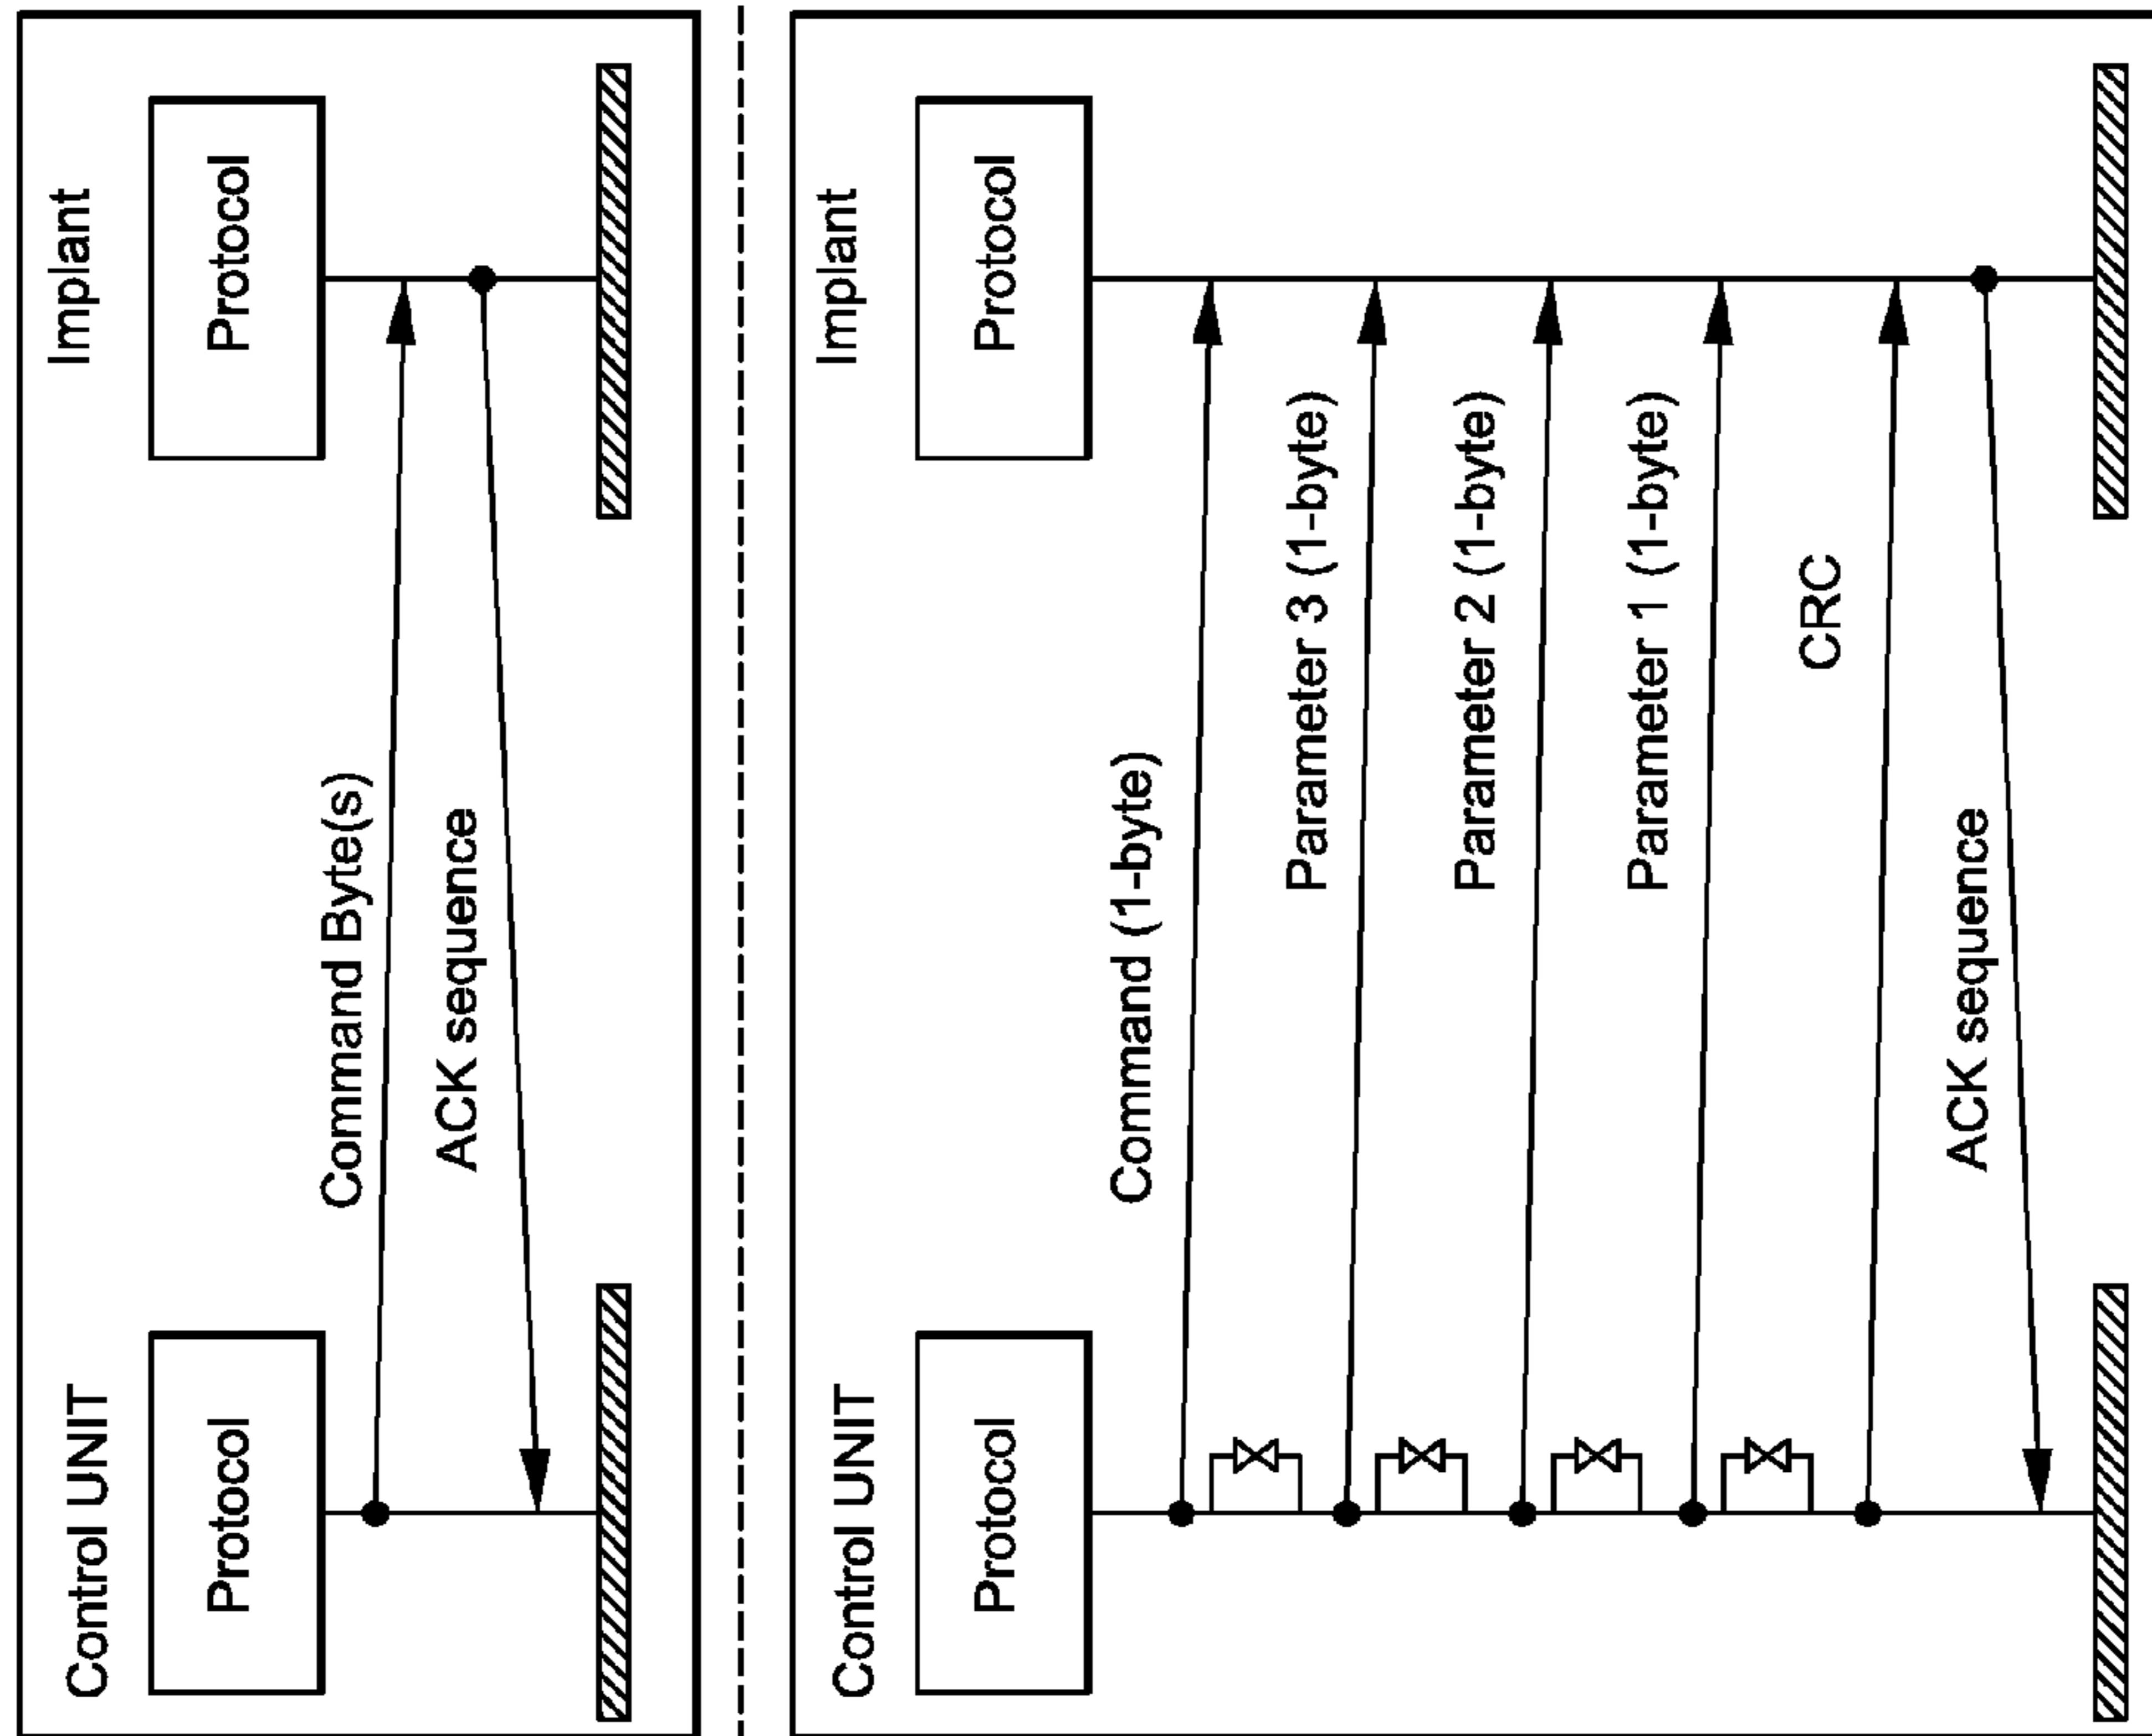 Control UNIT
Implant
Protocol
Protocol
Command Byte(s)
ACK sequence
Control UNIT
Implant
Protocol
Protocol
Command (1-byte)
Parameter 3 (1-byte)
Parameter 2 (1-byte)
Parameter 1 (1-byte)
CRC
ACK sequence